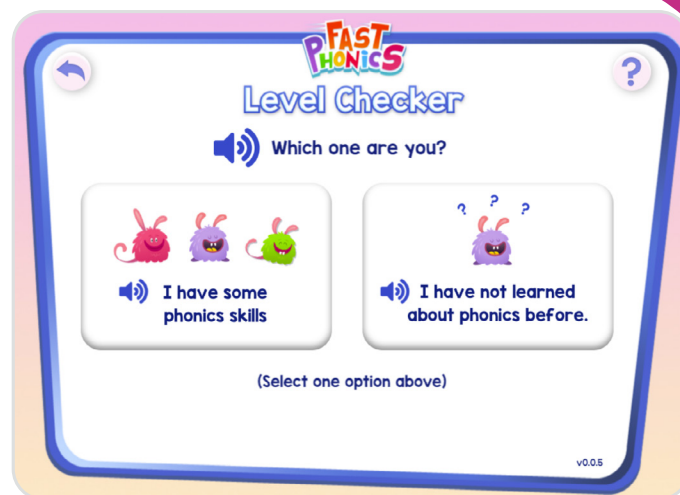 FAST
PHONICS
?
Level Checker
Which one are you?
? ? ?
I have some
phonics skills
I have not learned
about phonics before.
(Select one option above)
v0.0.5